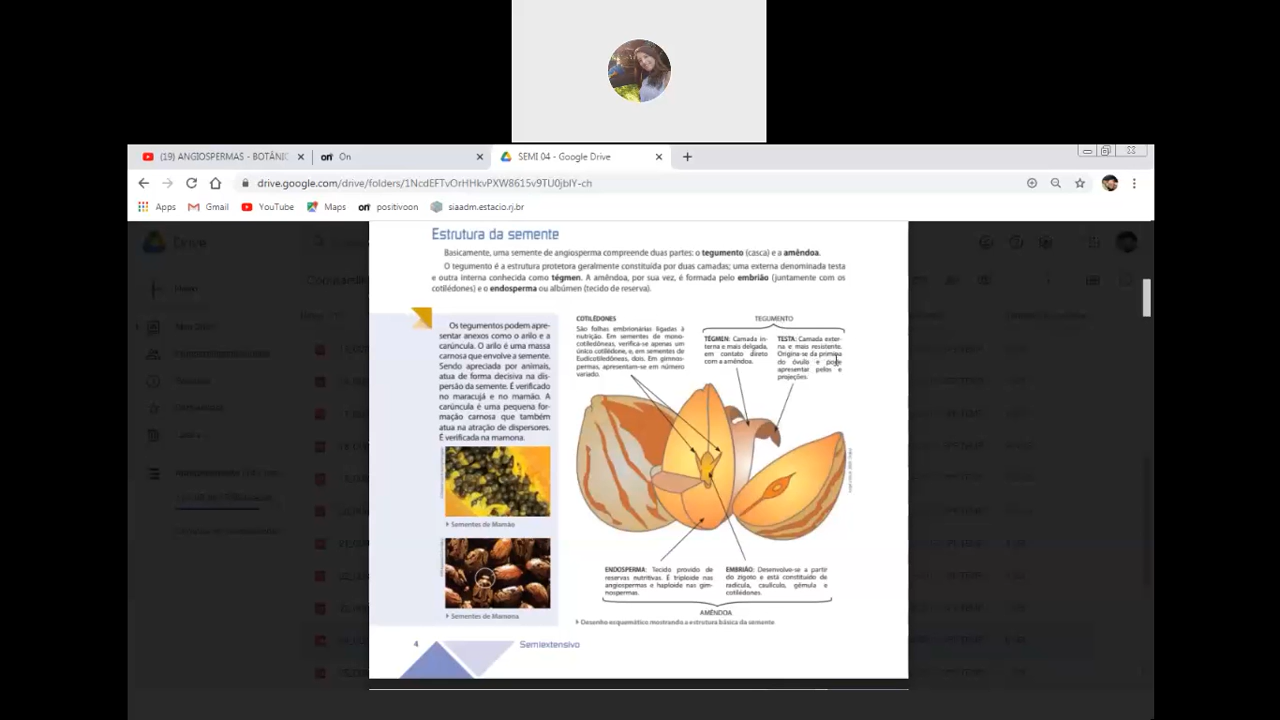 (19) ANGIOSPERMAS - BOTÂNIC
on On
SEMI 04 - Google Drive
drive.google.com/drive/folders/1NcdEFTvOrHHkvPXW8615v9TU0jbIY-ch
Apps Gmail YouTube Maps on positivoon siaadm.estacio.rj.br
Drive
Estrutura da semente
Basicamente, uma semente de angiosperma compreende duas partes: o tegumento (casca) e a amêndoa.
O tegumento é a estrutura protetora geralmente constituída por duas camadas; uma externa denominada testa
e outra interna conhecida como tégmen. A amêndoa, por sua vez, é formada pelo embrião (juntamente com os
cotilédones) e o endosperma ou albúmen (tecido de reserva).
Os tegumentos podem apre-
sentar anexos como o arilo e a
carúncula. O arilo é uma massa
carnosa que envolve a semente.
Sendo apreciada por animais,
atua de forma decisiva na dis-
persão da semente. É verificado
no maracujá e no mamão. A
carúncula é uma pequena for-
mação carnosa que também
atua na atração de dispersores.
É verificada na mamona.
Sementes de Mamão
Sementes de Mamona
COTILÉDONES
São folhas embrionárias ligadas à
nutrição. Em sementes de mono-
cotiledôneas, verifica-se apenas um
único cotilédone, e, em sementes de
Eudicotiledôneas, dois. Em gimnos-
permas, apresentam-se em número
variado.
TEGUMENTO
TÉGMEN: Camada in-
terna e mais delgada,
em contato direto
com a amêndoa.
TESTA: Camada exter-
na e mais resistente.
Origina-se da primina
do óvulo e pode
apresentar pelos e
projeções.
ENDOSPERMA: Tecido provido de
reservas nutritivas. É triploide nas
angiospermas e haploide nas gim-
nospermas.
EMBRIÃO: Desenvolve-se a partir
do zigoto e está constituído de
radícula, caulículo, gêmula e
cotilédones.
AMÊNDOA
Desenho esquemático mostrando a estrutura básica da semente
4
Semiextensivo